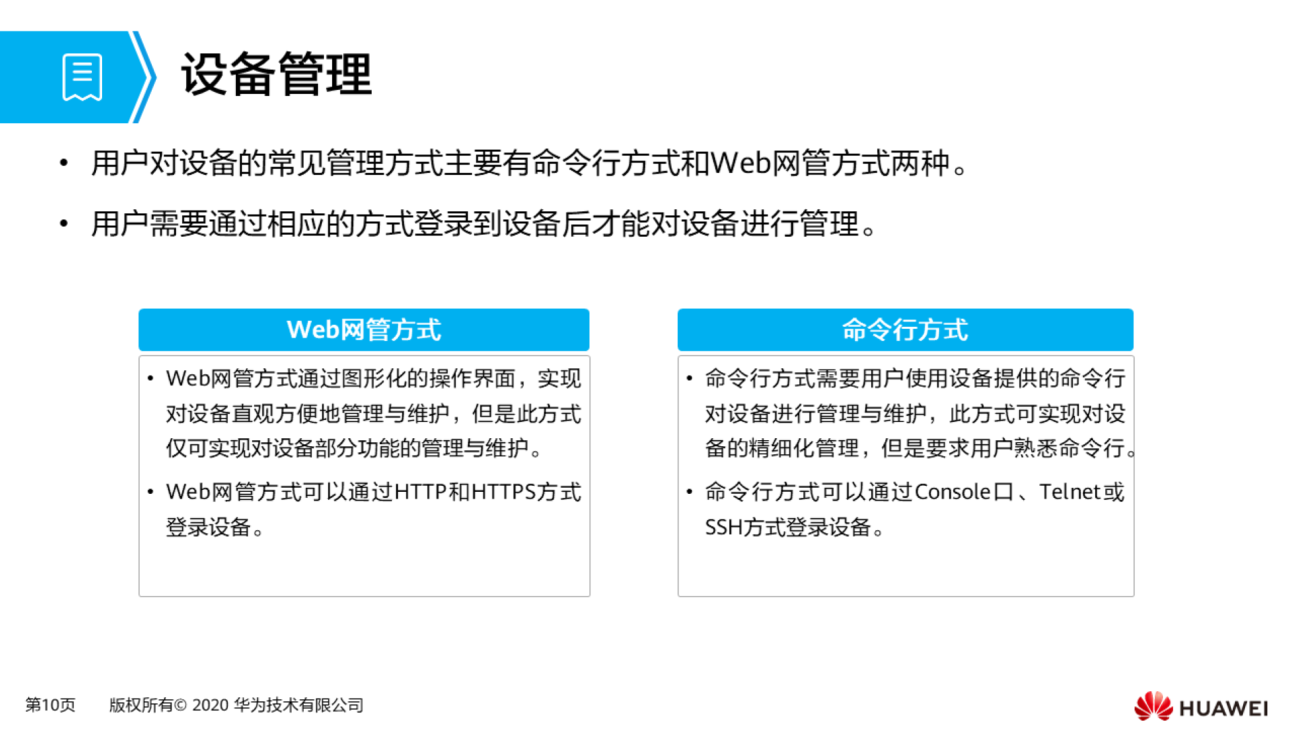 设备管理
• 用户对设备的常见管理方式主要有命令行方式和Web网管方式两种。
• 用户需要通过相应的方式登录到设备后才能对设备进行管理。
Web网管方式
• Web网管方式通过图形化的操作界面，实现
对设备直观方便地管理与维护，但是此方式
仅可实现对设备部分功能的管理与维护。
• Web网管方式可以通过HTTP和HTTPS方式
登录设备。
命令行方式
• 命令行方式需要用户使用设备提供的命令行
对设备进行管理与维护，此方式可实现对设
备的精细化管理，但是要求用户熟悉命令行。
• 命令行方式可以通过Console口、Telnet或
SSH方式登录设备。
第10页 版权所有© 2020 华为技术有限公司
HUAWEI